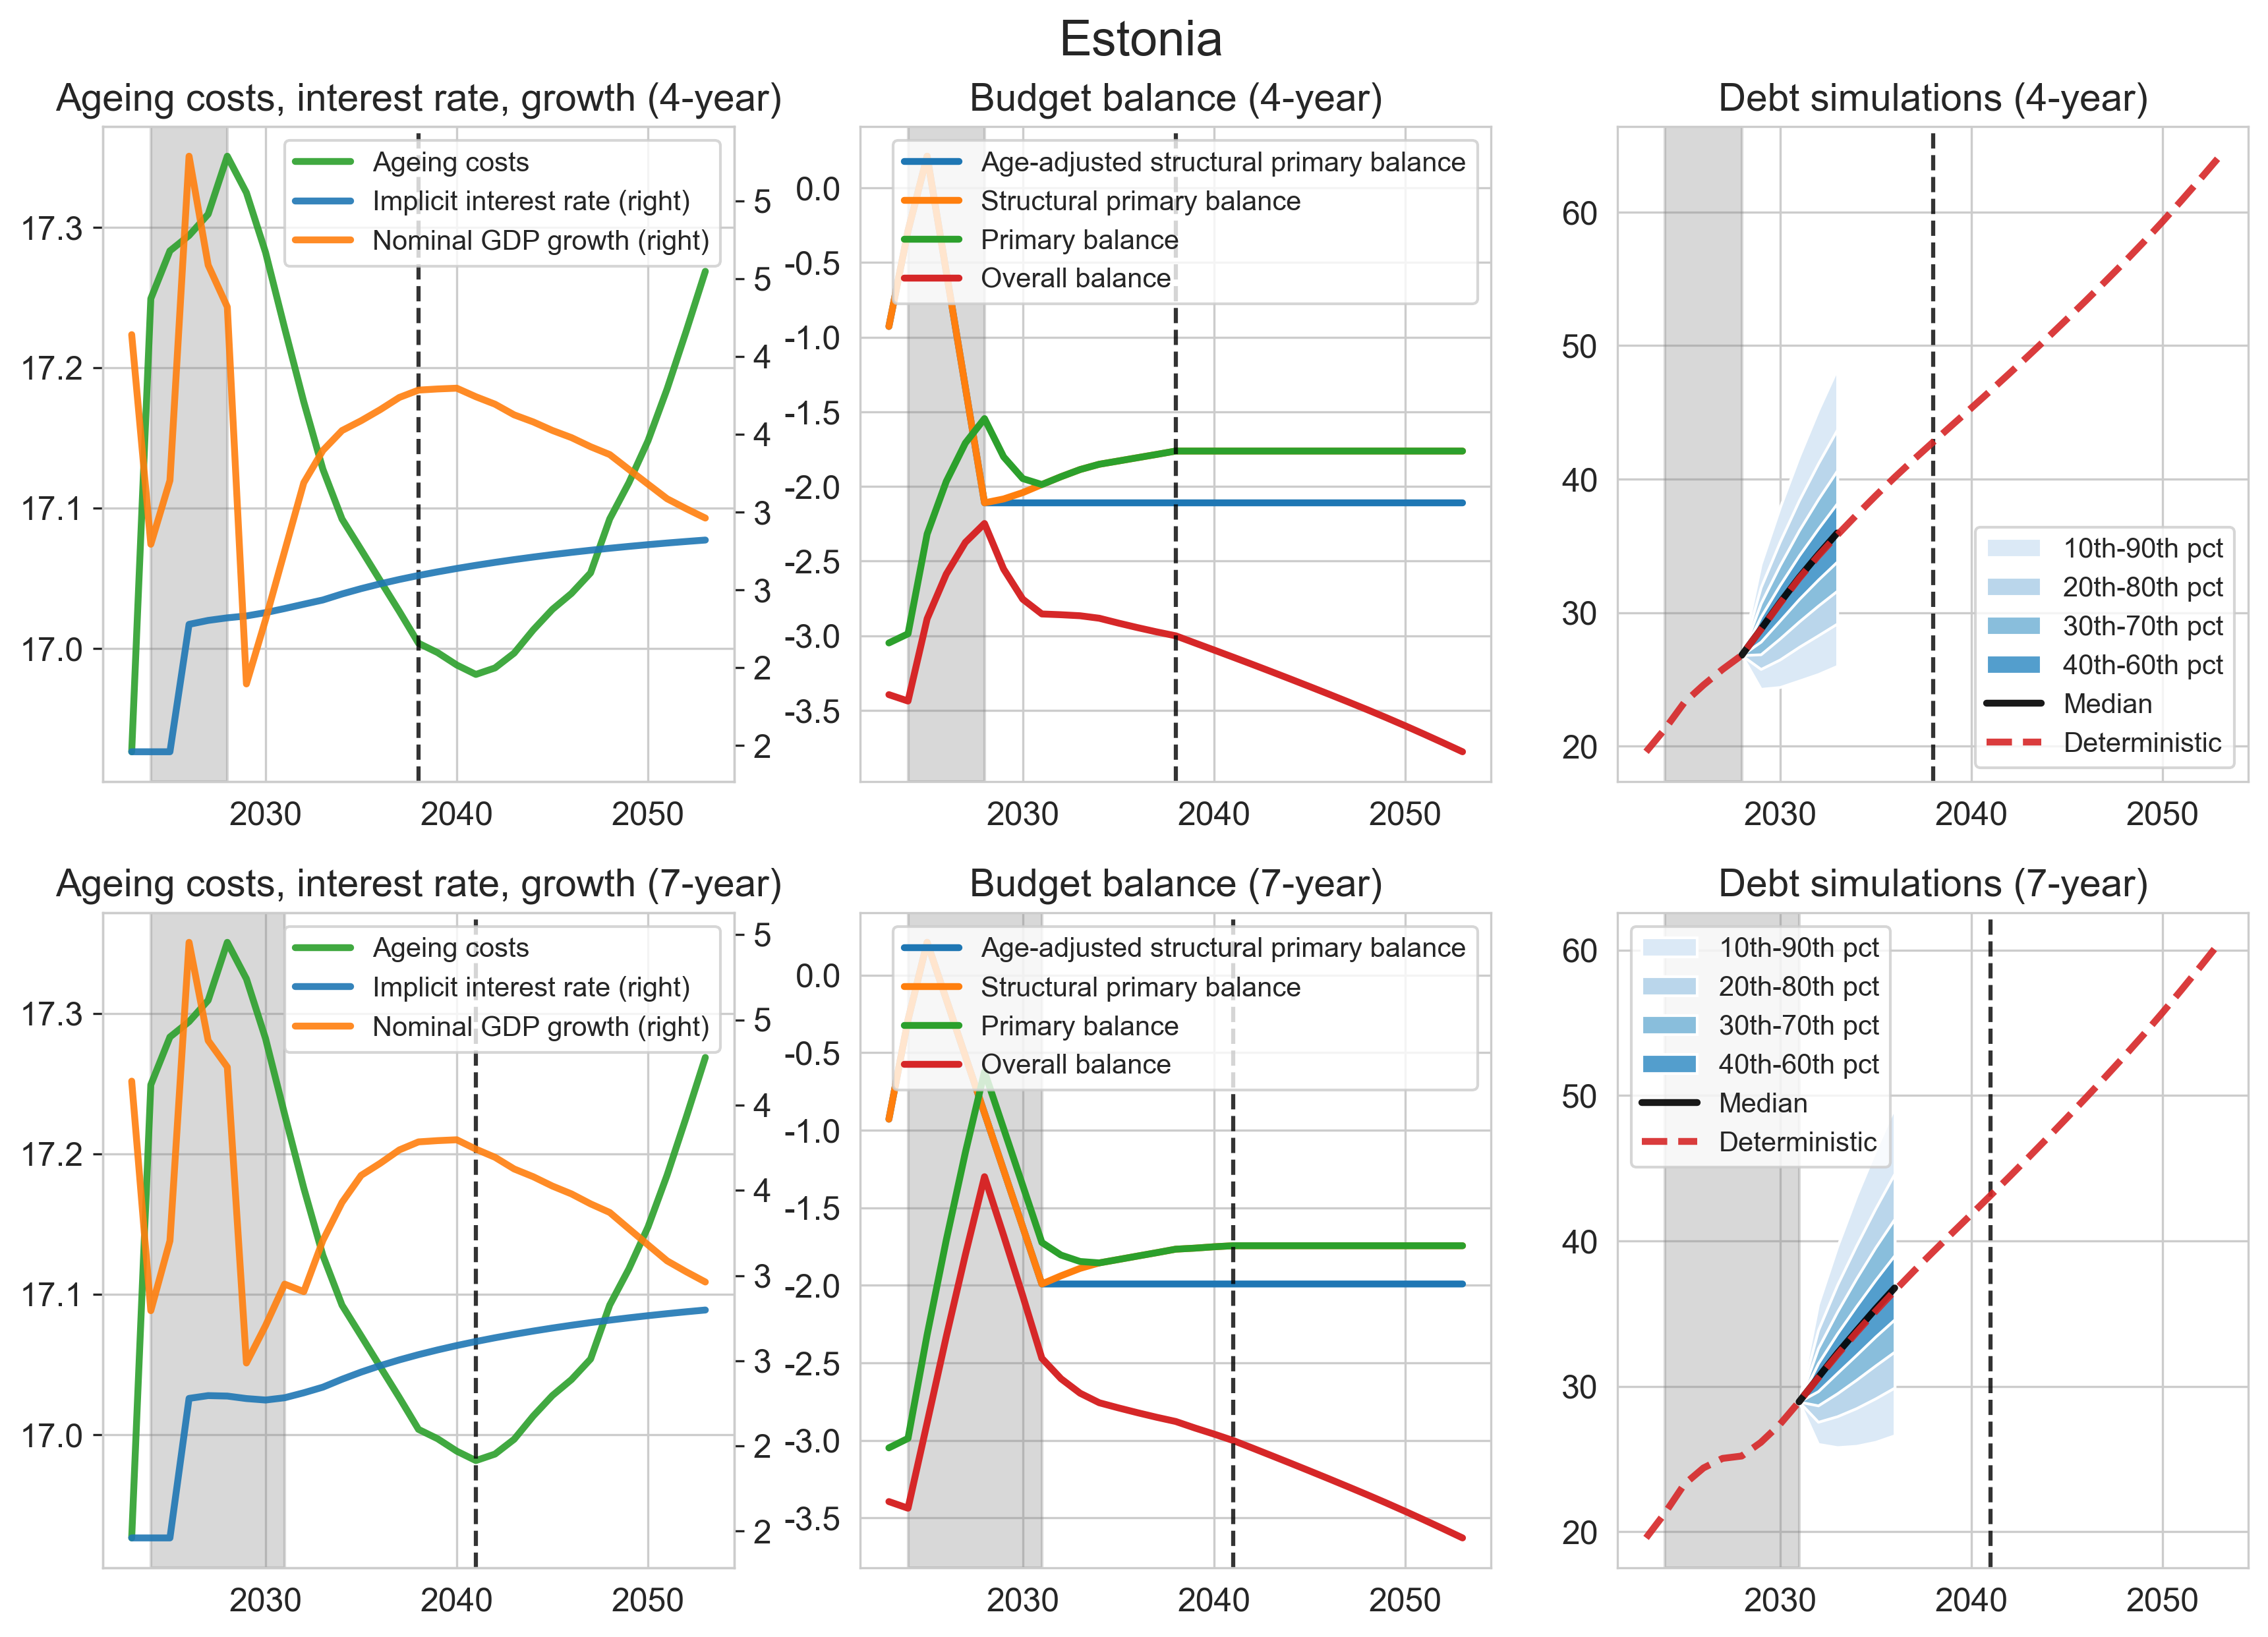 Estonia
Ageing costs, interest rate, growth (4-year)
Ageing costs
Implicit interest rate (right)
Nominal GDP growth (right)
17.3
17.2
17.1
17.0
5
5
4
4
3
3
2
2
2030 2040 2050
Budget balance (4-year)
Age-adjusted structural primary balance
Structural primary balance
Primary balance
Overall balance
0.0
-0.5
-1.0
-1.5
-2.0
-2.5
-3.0
-3.5
2030 2040 2050
Debt simulations (4-year)
60
50
40
30
20
10th-90th pct
20th-80th pct
30th-70th pct
40th-60th pct
Median
Deterministic
2030 2040 2050
Ageing costs, interest rate, growth (7-year)
Ageing costs
Implicit interest rate (right)
Nominal GDP growth (right)
17.3
17.2
17.1
17.0
5
5
4
4
3
3
2
2
2030 2040 2050
Budget balance (7-year)
Age-adjusted structural primary balance
Structural primary balance
Primary balance
Overall balance
0.0
-0.5
-1.0
-1.5
-2.0
-2.5
-3.0
-3.5
2030 2040 2050
Debt simulations (7-year)
10th-90th pct
20th-80th pct
30th-70th pct
40th-60th pct
Median
Deterministic
60
50
40
30
20
2030 2040 2050